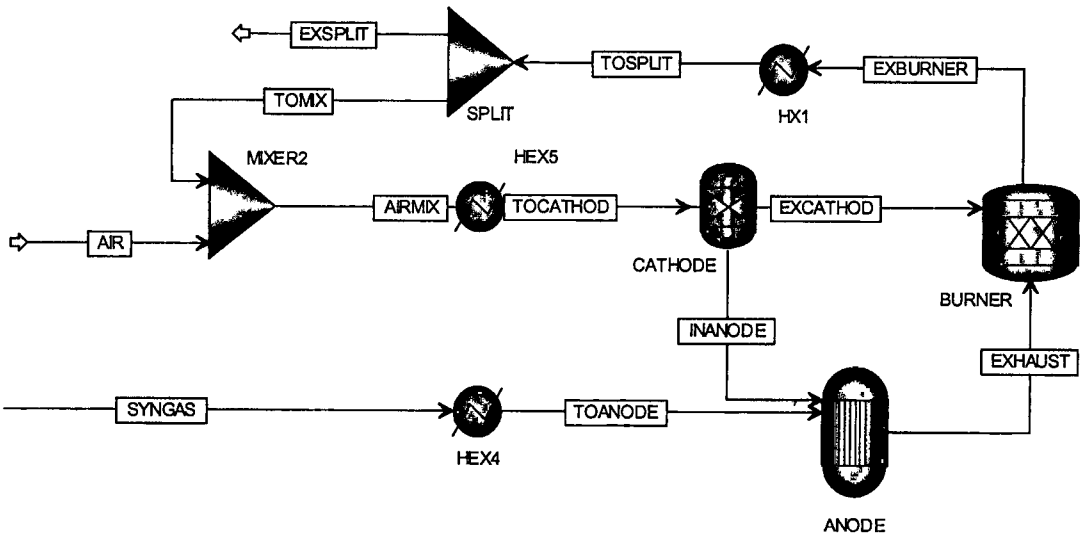 EXSPLIT
TOSPLIT
EXBURNER
TOMIX
SPLIT
HX1
MIXER2
HEX5
AIRMIX
TOCATHOD
EXCATHOD
AIR
CATHODE
BURNER
INANODE
EXHAUST
SYNGAS
TOANODE
HEX4
ANODE